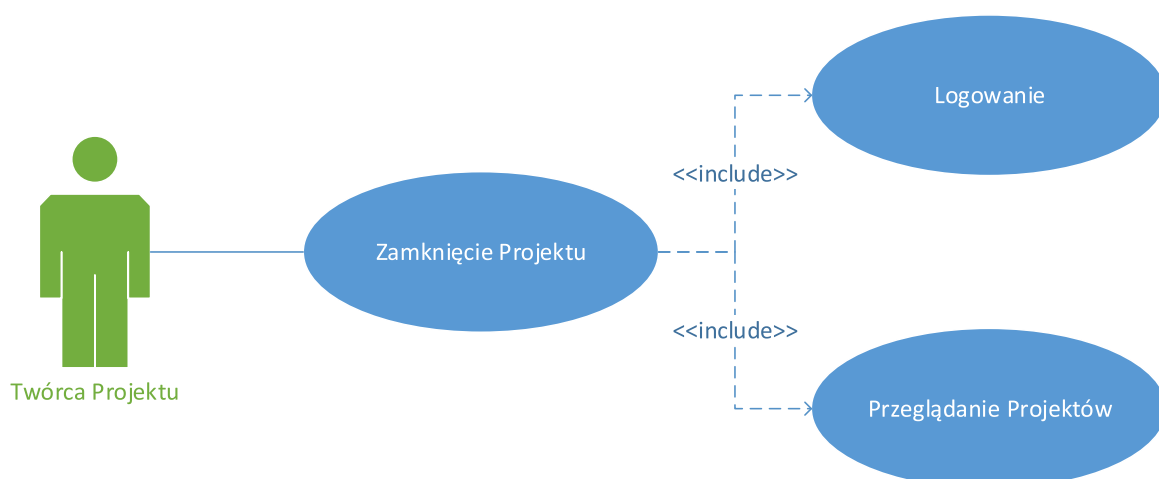 Logowanie
<<include>>
Zamknięcie Projektu
<<include>>
Twórca Projektu
Przeglądanie Projektów